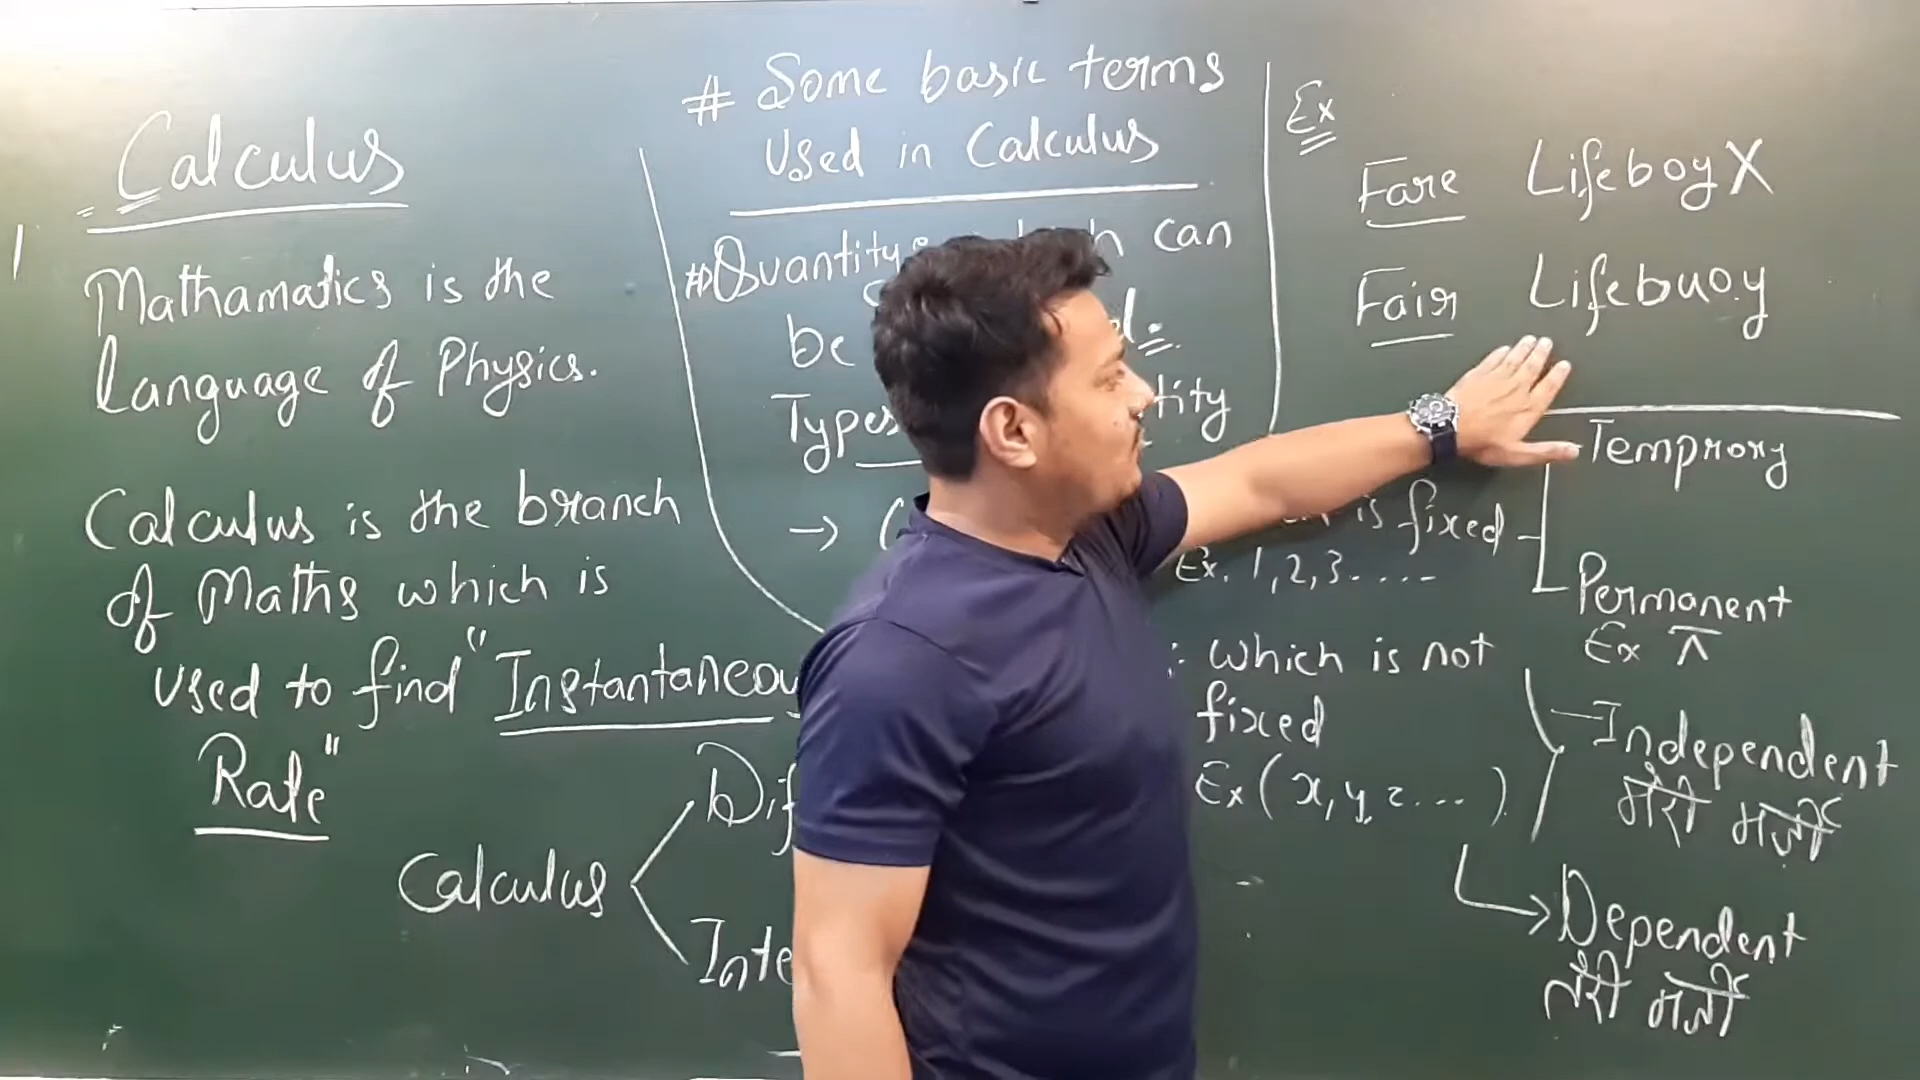 Calculus
Mathamatics is the
language of Physics.
Calculus is the branch
of Maths which is
used to find "Instantaneou
Rate"
Calculus
Dif
Inte
# Some basic terms
Used in Calculus
# Quantity can
be
Types tity
→
is fixed
Ex. 1, 2, 3.....
: which is not
fixed
Ex (x, y, z...)
Ex
Fare Lifeboy X
Fair Lifebuoy
Temprory
Permanent
Ex π
Independent
मेरी मर्जी
Dependent
तेरी मर्जी